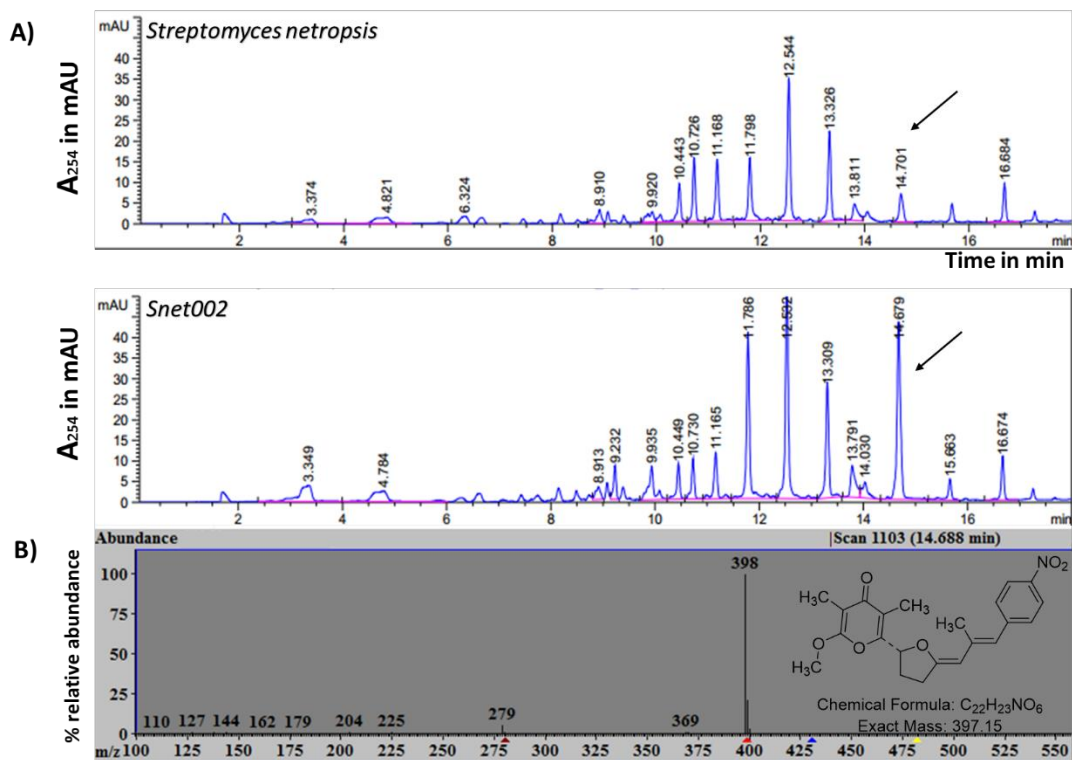 A)
Streptomyces netropsis
mAU
A254 in mAU
40
35
30
25
20
15
10
5
0
3.374
4.821
6.324
8.910
9.920
10.443
10.726
11.168
11.798
12.544
13.326
13.811
14.701
16.684
2 4 6 8 10 12 14 16 min
Time in min
Snet002
mAU
A254 in mAU
40
35
30
25
20
15
10
5
0
3.349
4.784
8.913
9.232
9.935
10.449
10.730
11.165
11.786
12.532
13.309
13.791
14.030
14.679
15.663
16.674
2 4 6 8 10 12 14 16 min
B)
Abundance |Scan 1103 (14.688 min)
% relative abundance
100
75
50
25
0
110 127 144 162 179 204 225 279 369 398
m/z 100 125 150 175 200 225 250 275 300 325 350 375 400 425 450 475 500 525 550
NO2
O
H3C
CH3
H3C
O
O
O
H3C
Chemical Formula: C22H23NO6
Exact Mass: 397.15